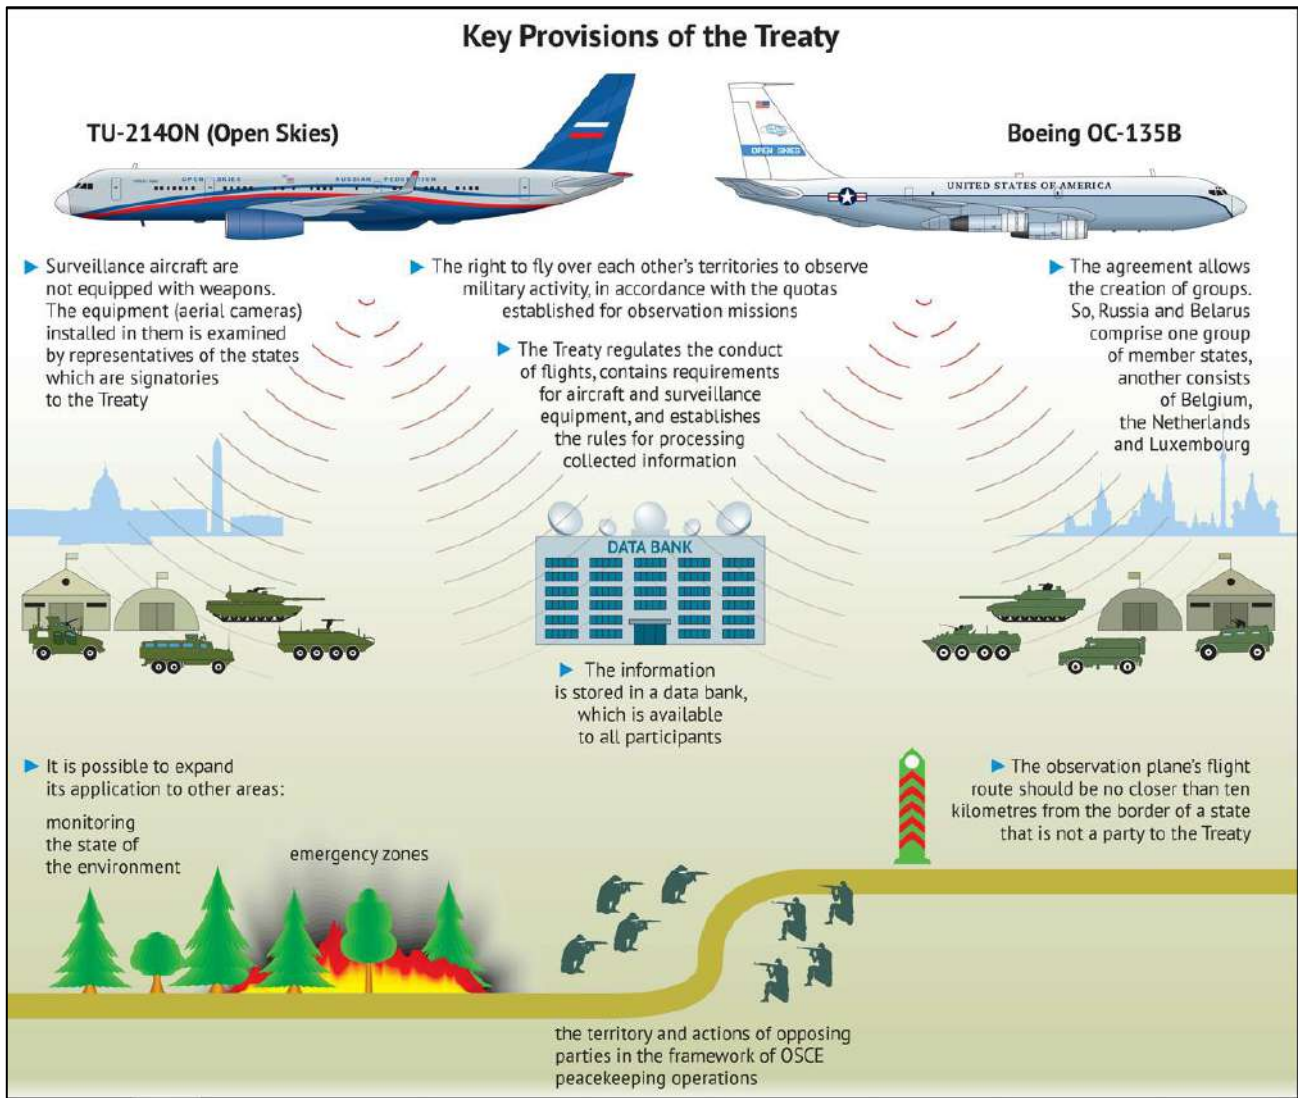 Key Provisions of the Treaty
TU-214ON (Open Skies)
Boeing OC-135B
OPEN SKIES
RUSSIAN FEDERATION
OPEN SKIES
UNITED STATES OF AMERICA
Surveillance aircraft are
not equipped with weapons.
The equipment (aerial cameras)
installed in them is examined
by representatives of the states
which are signatories
to the Treaty
The right to fly over each other's territories to observe
military activity, in accordance with the quotas
established for observation missions
The Treaty regulates the conduct
of flights, contains requirements
for aircraft and surveillance
equipment, and establishes
the rules for processing
collected information
The agreement allows
the creation of groups.
So, Russia and Belarus
comprise one group
of member states,
another consists
of Belgium,
the Netherlands
and Luxembourg
DATA BANK
The information
is stored in a data bank,
which is available
to all participants
It is possible to expand
its application to other areas:
monitoring
the state of
the environment
emergency zones
The observation plane's flight
route should be no closer than ten
kilometres from the border of a state
that is not a party to the Treaty
the territory and actions of opposing
parties in the framework of OSCE
peacekeeping operations